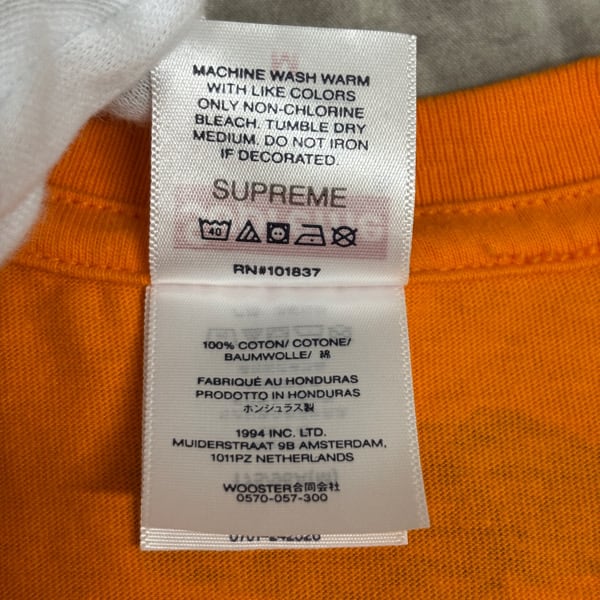 MACHINE WASH WARM
WITH LIKE COLORS
ONLY NON-CHLORINE
BLEACH. TUMBLE DRY
MEDIUM. DO NOT IRON
IF DECORATED.
SUPREME
40
RN#101837
100% COTON/ COTONE/
BAUMWOLLE/ 綿
FABRIQUÉ AU HONDURAS
PRODOTTO IN HONDURAS
ホンジュラス製
1994 INC. LTD.
MUIDERSTRAAT 9B AMSTERDAM,
1011PZ NETHERLANDS
WOOSTER合同会社
0570-057-300